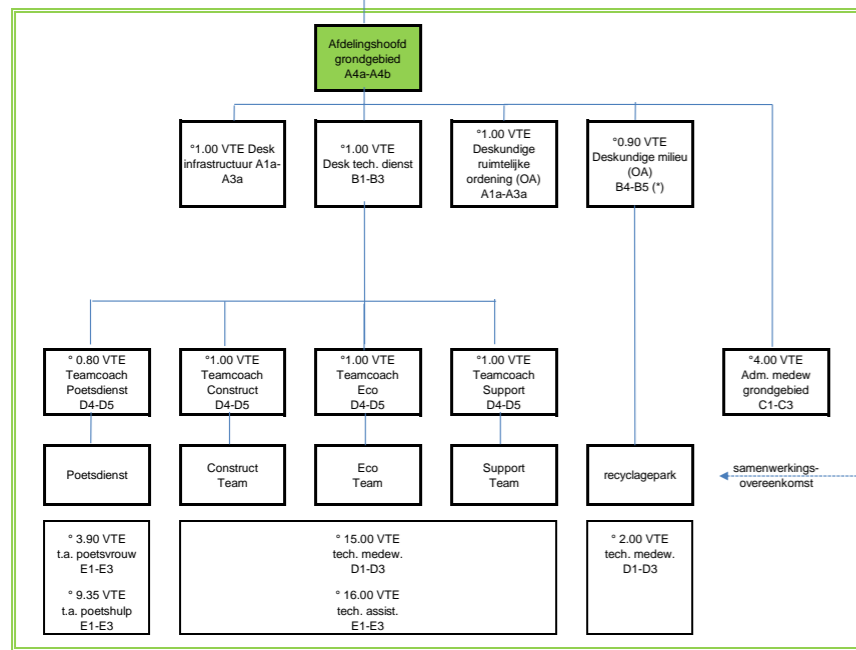 Afdelingshoofd
grondgebied
A4a-A4b
°1.00 VTE Desk
infrastructuur A1a-
A3a
°1.00 VTE
Desk tech. dienst
B1-B3
°1.00 VTE
Deskundige
ruimtelijke
ordening (OA)
A1a-A3a
°0.90 VTE
Deskundige milieu
(OA)
B4-B5 (*)
° 0.80 VTE
Teamcoach
Poetsdienst
D4-D5
°1.00 VTE
Teamcoach
Construct
D4-D5
°1.00 VTE
Teamcoach
Eco
D4-D5
°1.00 VTE
Teamcoach
Support
D4-D5
°4.00 VTE
Adm. medew
grondgebied
C1-C3
Poetsdienst
Construct
Team
Eco
Team
Support
Team
recyclagepark
samenwerkings-
overeenkomst
° 3.90 VTE
t.a. poetsvrouw
E1-E3
° 9.35 VTE
t.a. poetshulp
E1-E3
° 15.00 VTE
tech. medew.
D1-D3
° 16.00 VTE
tech. assist.
E1-E3
° 2.00 VTE
tech. medew.
D1-D3